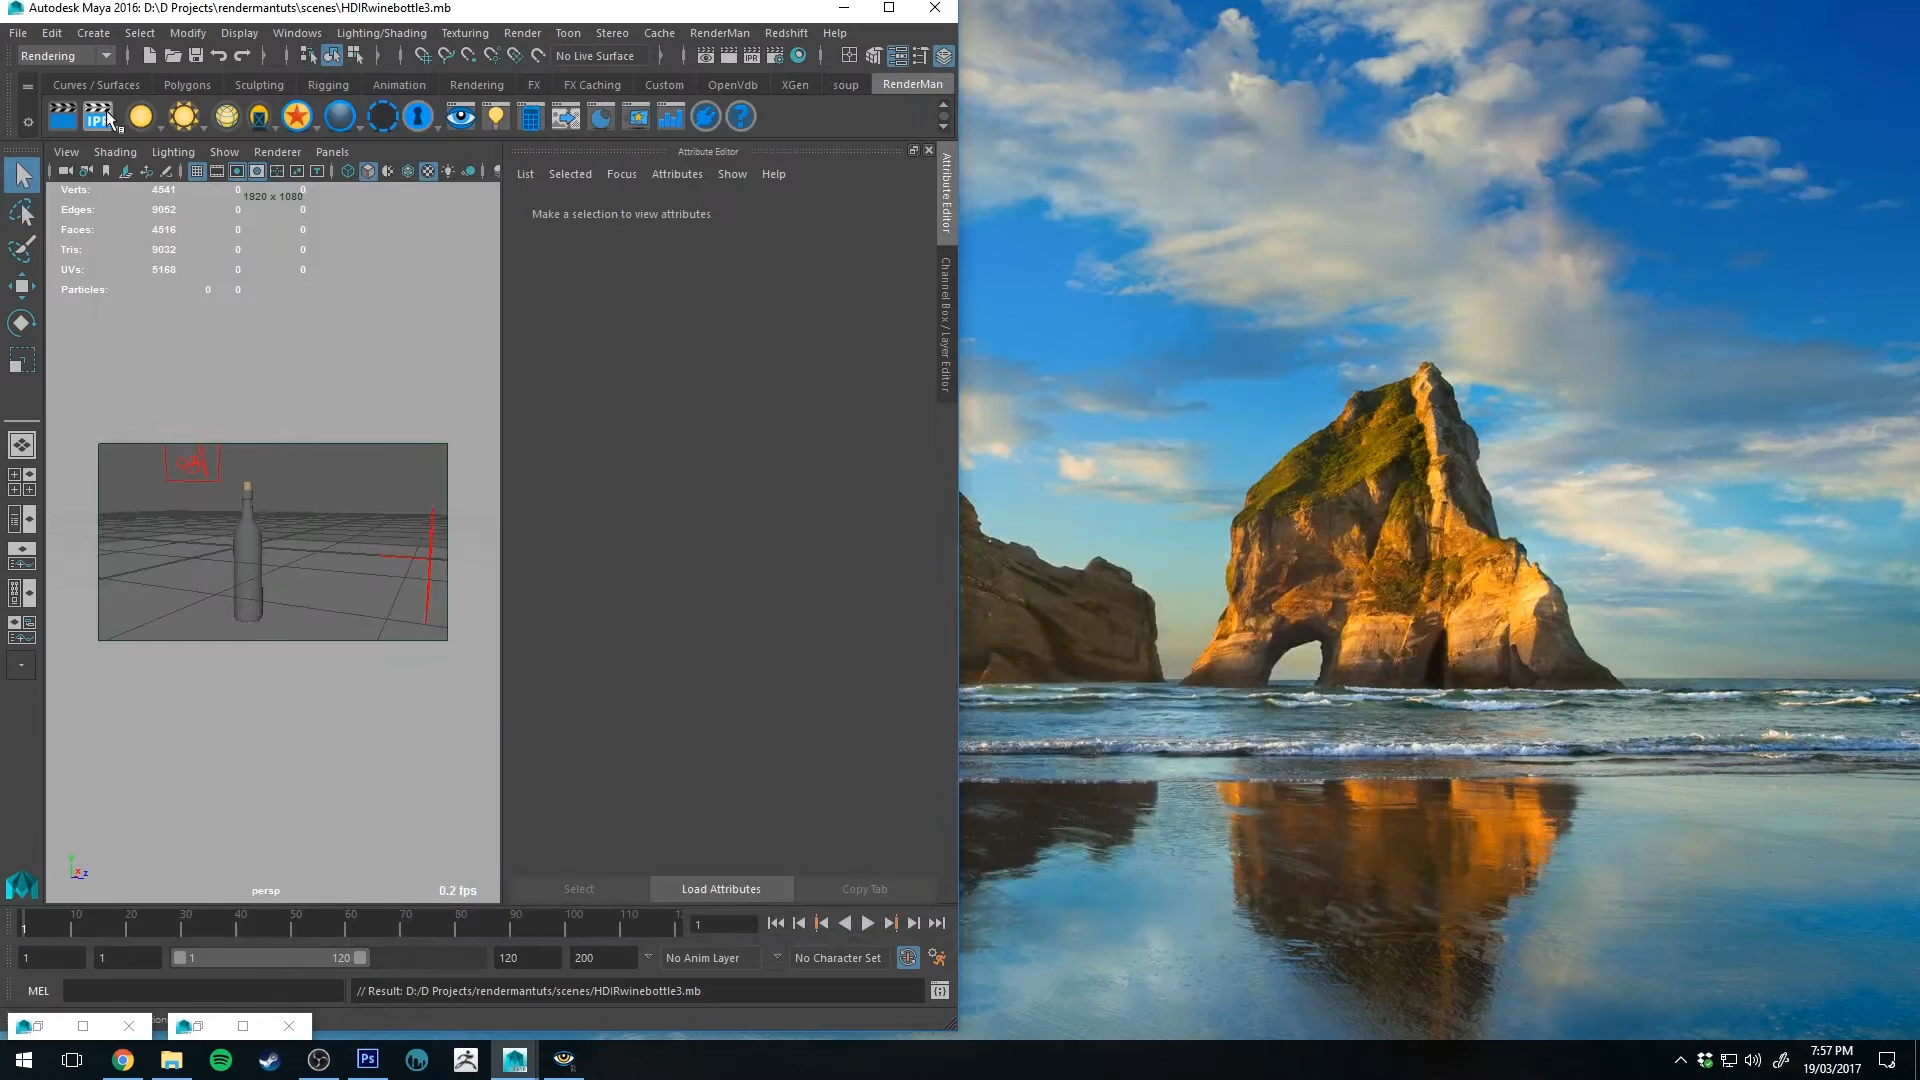 Autodesk Maya 2016: D:\D Projects\rendermantuts\scenes\HDIRwinebottle3.mb
File Edit Create Select Modify Display Windows Lighting/Shading Texturing Render Toon Stereo Cache RenderMan Redshift Help
Rendering No Live Surface IPR
Curves / Surfaces Polygons Sculpting Rigging Animation Rendering FX FX Caching Custom OpenVdb XGen soup RenderMan
IPR
View Shading Lighting Show Renderer Panels
Attribute Editor
List Selected Focus Attributes Show Help
Make a selection to view attributes
Attribute Editor
Channel Box / Layer Editor
Verts: 4541 0 0
1920 x 1080
Edges: 9052 0 0
Faces: 4516 0 0
Tris: 9032 0 0
UVs: 5168 0 0
Particles: 0 0
persp 0.2 fps
Select Load Attributes Copy Tab
10 20 30 40 50 60 70 80 90 100 110
1 1
1 1 1 120 120 200 No Anim Layer No Character Set
MEL // Result: D:/D Projects/rendermantuts/scenes/HDIRwinebottle3.mb
Ps
7:57 PM
19/03/2017